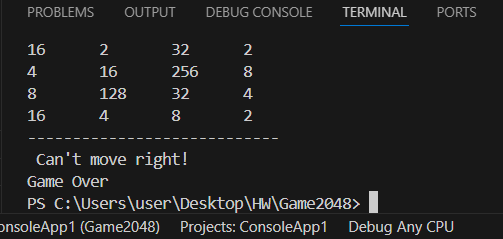 PROBLEMS OUTPUT DEBUG CONSOLE TERMINAL PORTS
16 2 32 2
4 16 256 8
8 128 32 4
16 4 8 2
----------------------------
Can't move right!
Game Over
PS C:\Users\user\Desktop\HW\Game2048>
onsoleApp1 (Game2048) Projects: ConsoleApp1 Debug Any CPU